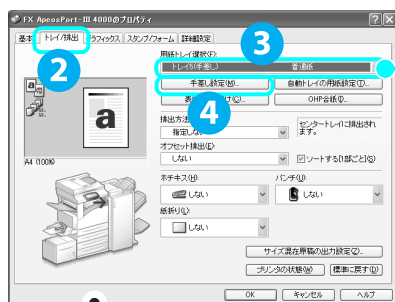 FX ApeosPort-III 4000のプロパティ
基本 トレイ/排出 グラフィックス スタンプ/フォーム 詳細設定
3
用紙トレイ選択(F):
2
トレイ5(手差し) 普通紙
手差し設定(M)... 自動トレイの用紙設定(T)...
4
OHP合紙(P)...
a
a
排出方法
指定しない
センタートレイに排出されます。
オフセット排出(E):
しない
ソートする[1部ごと](S)
A4 (100%)
ホチキス(H): パンチ(U):
しない しない
紙折り(L):
しない
サイズ混在原稿の出力設定(Z)...
プリンタの状態(W) 標準に戻す(D)
OK キャンセル ヘルプ